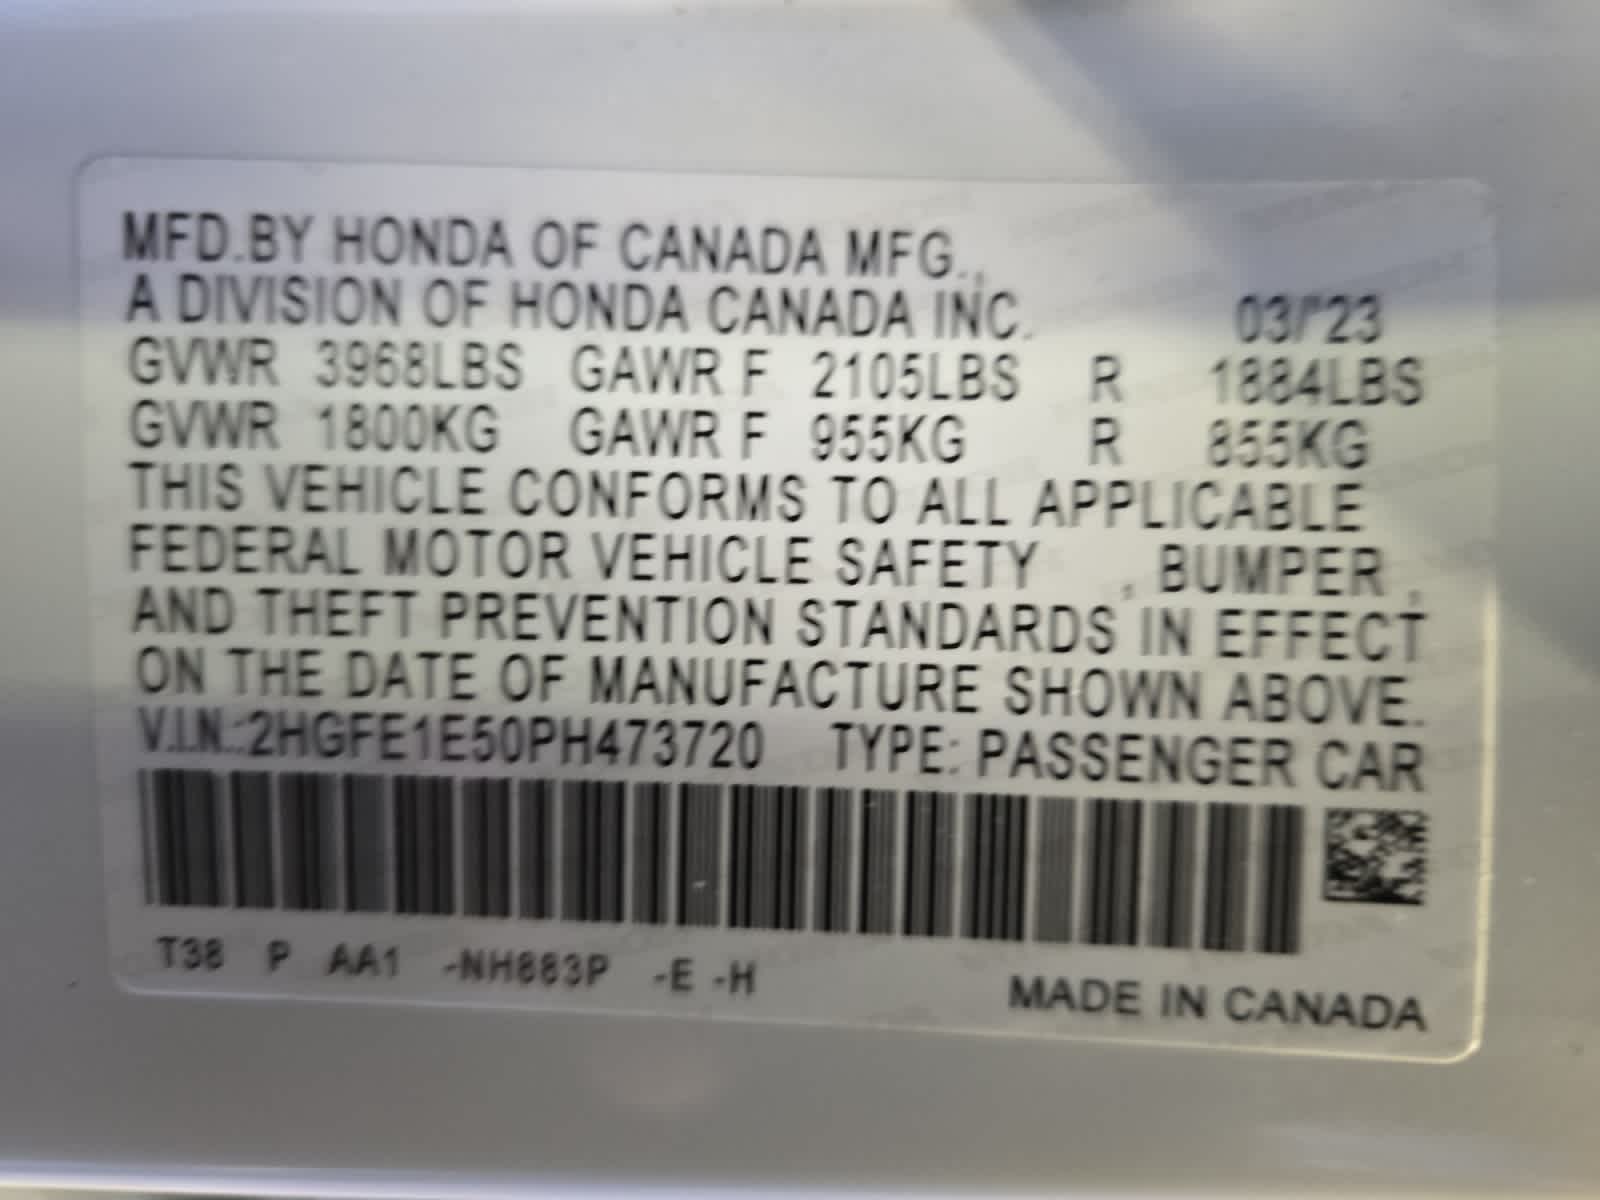 MFD.BY HONDA OF CANADA MFG.,
A DIVISION OF HONDA CANADA INC. 03/'23
GVWR 3968LBS GAWR F 2105LBS R 1884LBS
GVWR 1800KG GAWR F 955KG R 855KG
THIS VEHICLE CONFORMS TO ALL APPLICABLE
FEDERAL MOTOR VEHICLE SAFETY , BUMPER ,
AND THEFT PREVENTION STANDARDS IN EFFECT
ON THE DATE OF MANUFACTURE SHOWN ABOVE.
V.I.N.:2HGFE1E50PH473720 TYPE: PASSENGER CAR
T38 P AA1 -NH883P -E -H
MADE IN CANADA